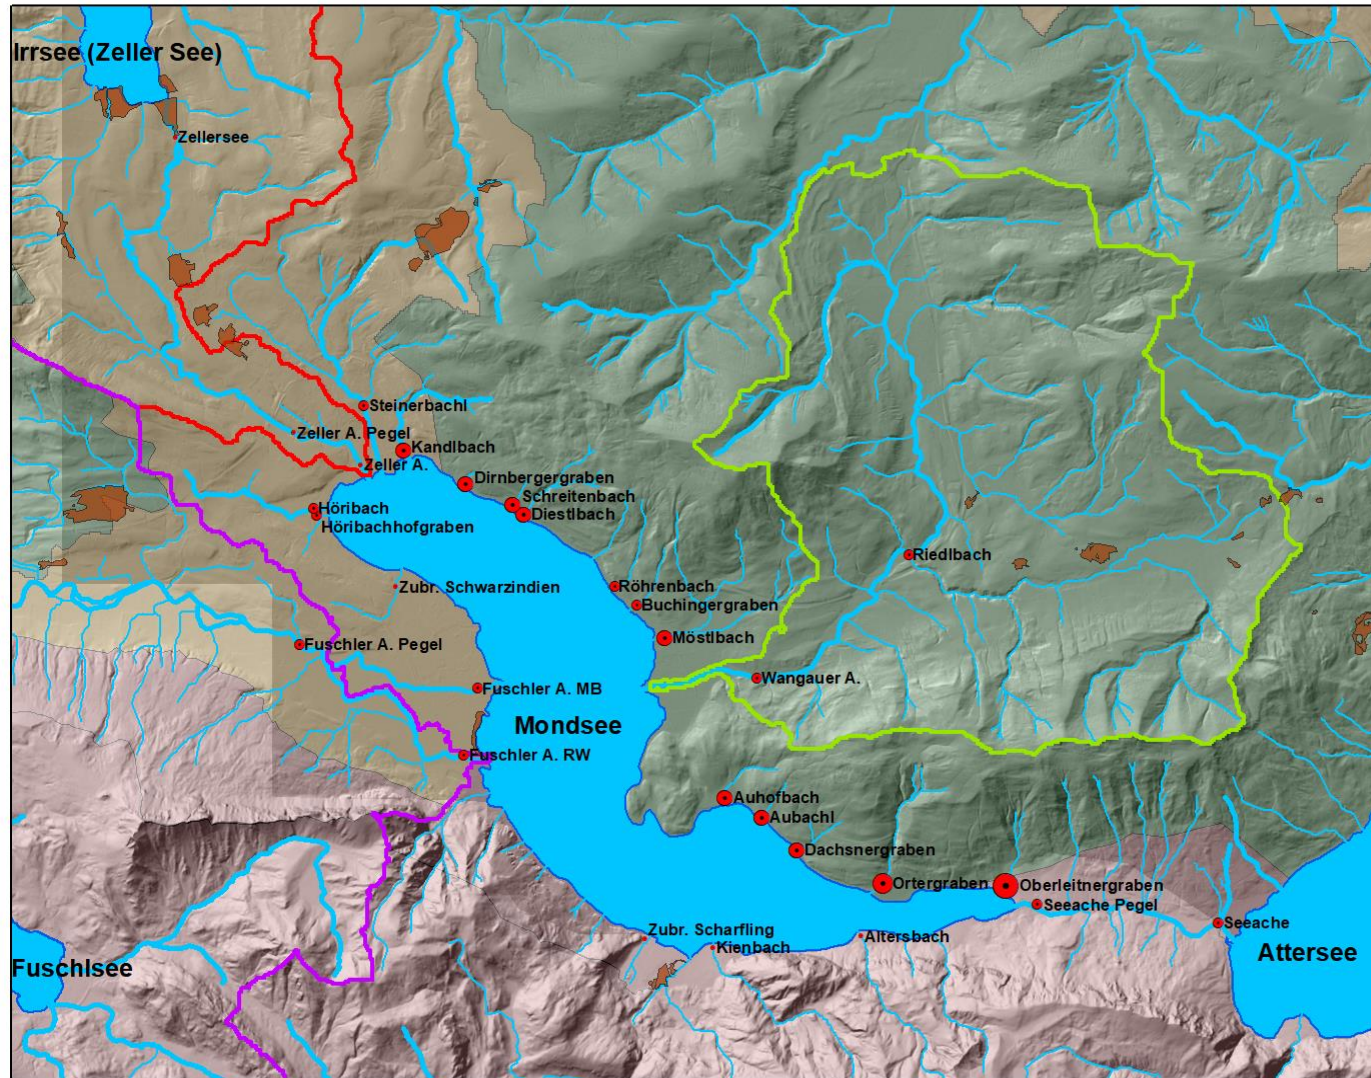 Irrsee (Zeller See)
Zellersee
Steinerbachl
Zeller A. Pegel
Kandlbach
Zeller A.
Dirnbergergraben
Schreitenbach
Höribach
Diestlbach
Höribachhofgraben
Riedlbach
Zubr. Schwarzindien
Röhrenbach
Buchingergraben
Möstlbach
Fuschler A. Pegel
Wangauer A.
Fuschler A. MB
Mondsee
Fuschler A. RW
Auhofbach
Aubachl
Dachsnergraben
Ortergraben
Oberleitnergraben
Seeache Pegel
Seeache
Zubr. Scharfling
Altersbach
Kienbach
Attersee
Fuschlsee